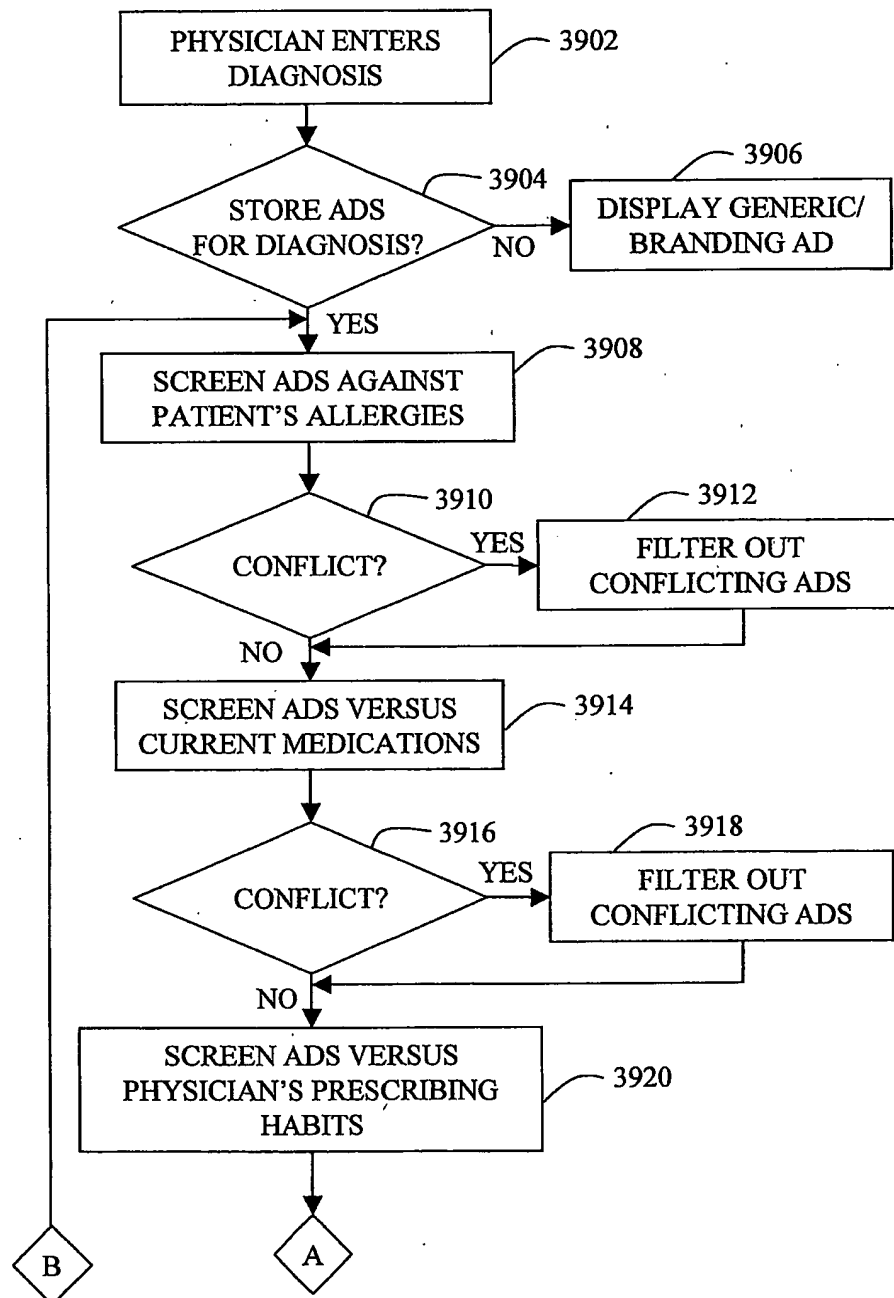 PHYSICIAN ENTERS
DIAGNOSIS
3902
STORE ADS
FOR DIAGNOSIS?
3904
NO
3906
DISPLAY GENERIC/
BRANDING AD
YES
SCREEN ADS AGAINST
PATIENT'S ALLERGIES
3908
CONFLICT?
3910
YES
3912
FILTER OUT
CONFLICTING ADS
NO
SCREEN ADS VERSUS
CURRENT MEDICATIONS
3914
CONFLICT?
3916
YES
3918
FILTER OUT
CONFLICTING ADS
NO
SCREEN ADS VERSUS
PHYSICIAN'S PRESCRIBING
HABITS
3920
B
A